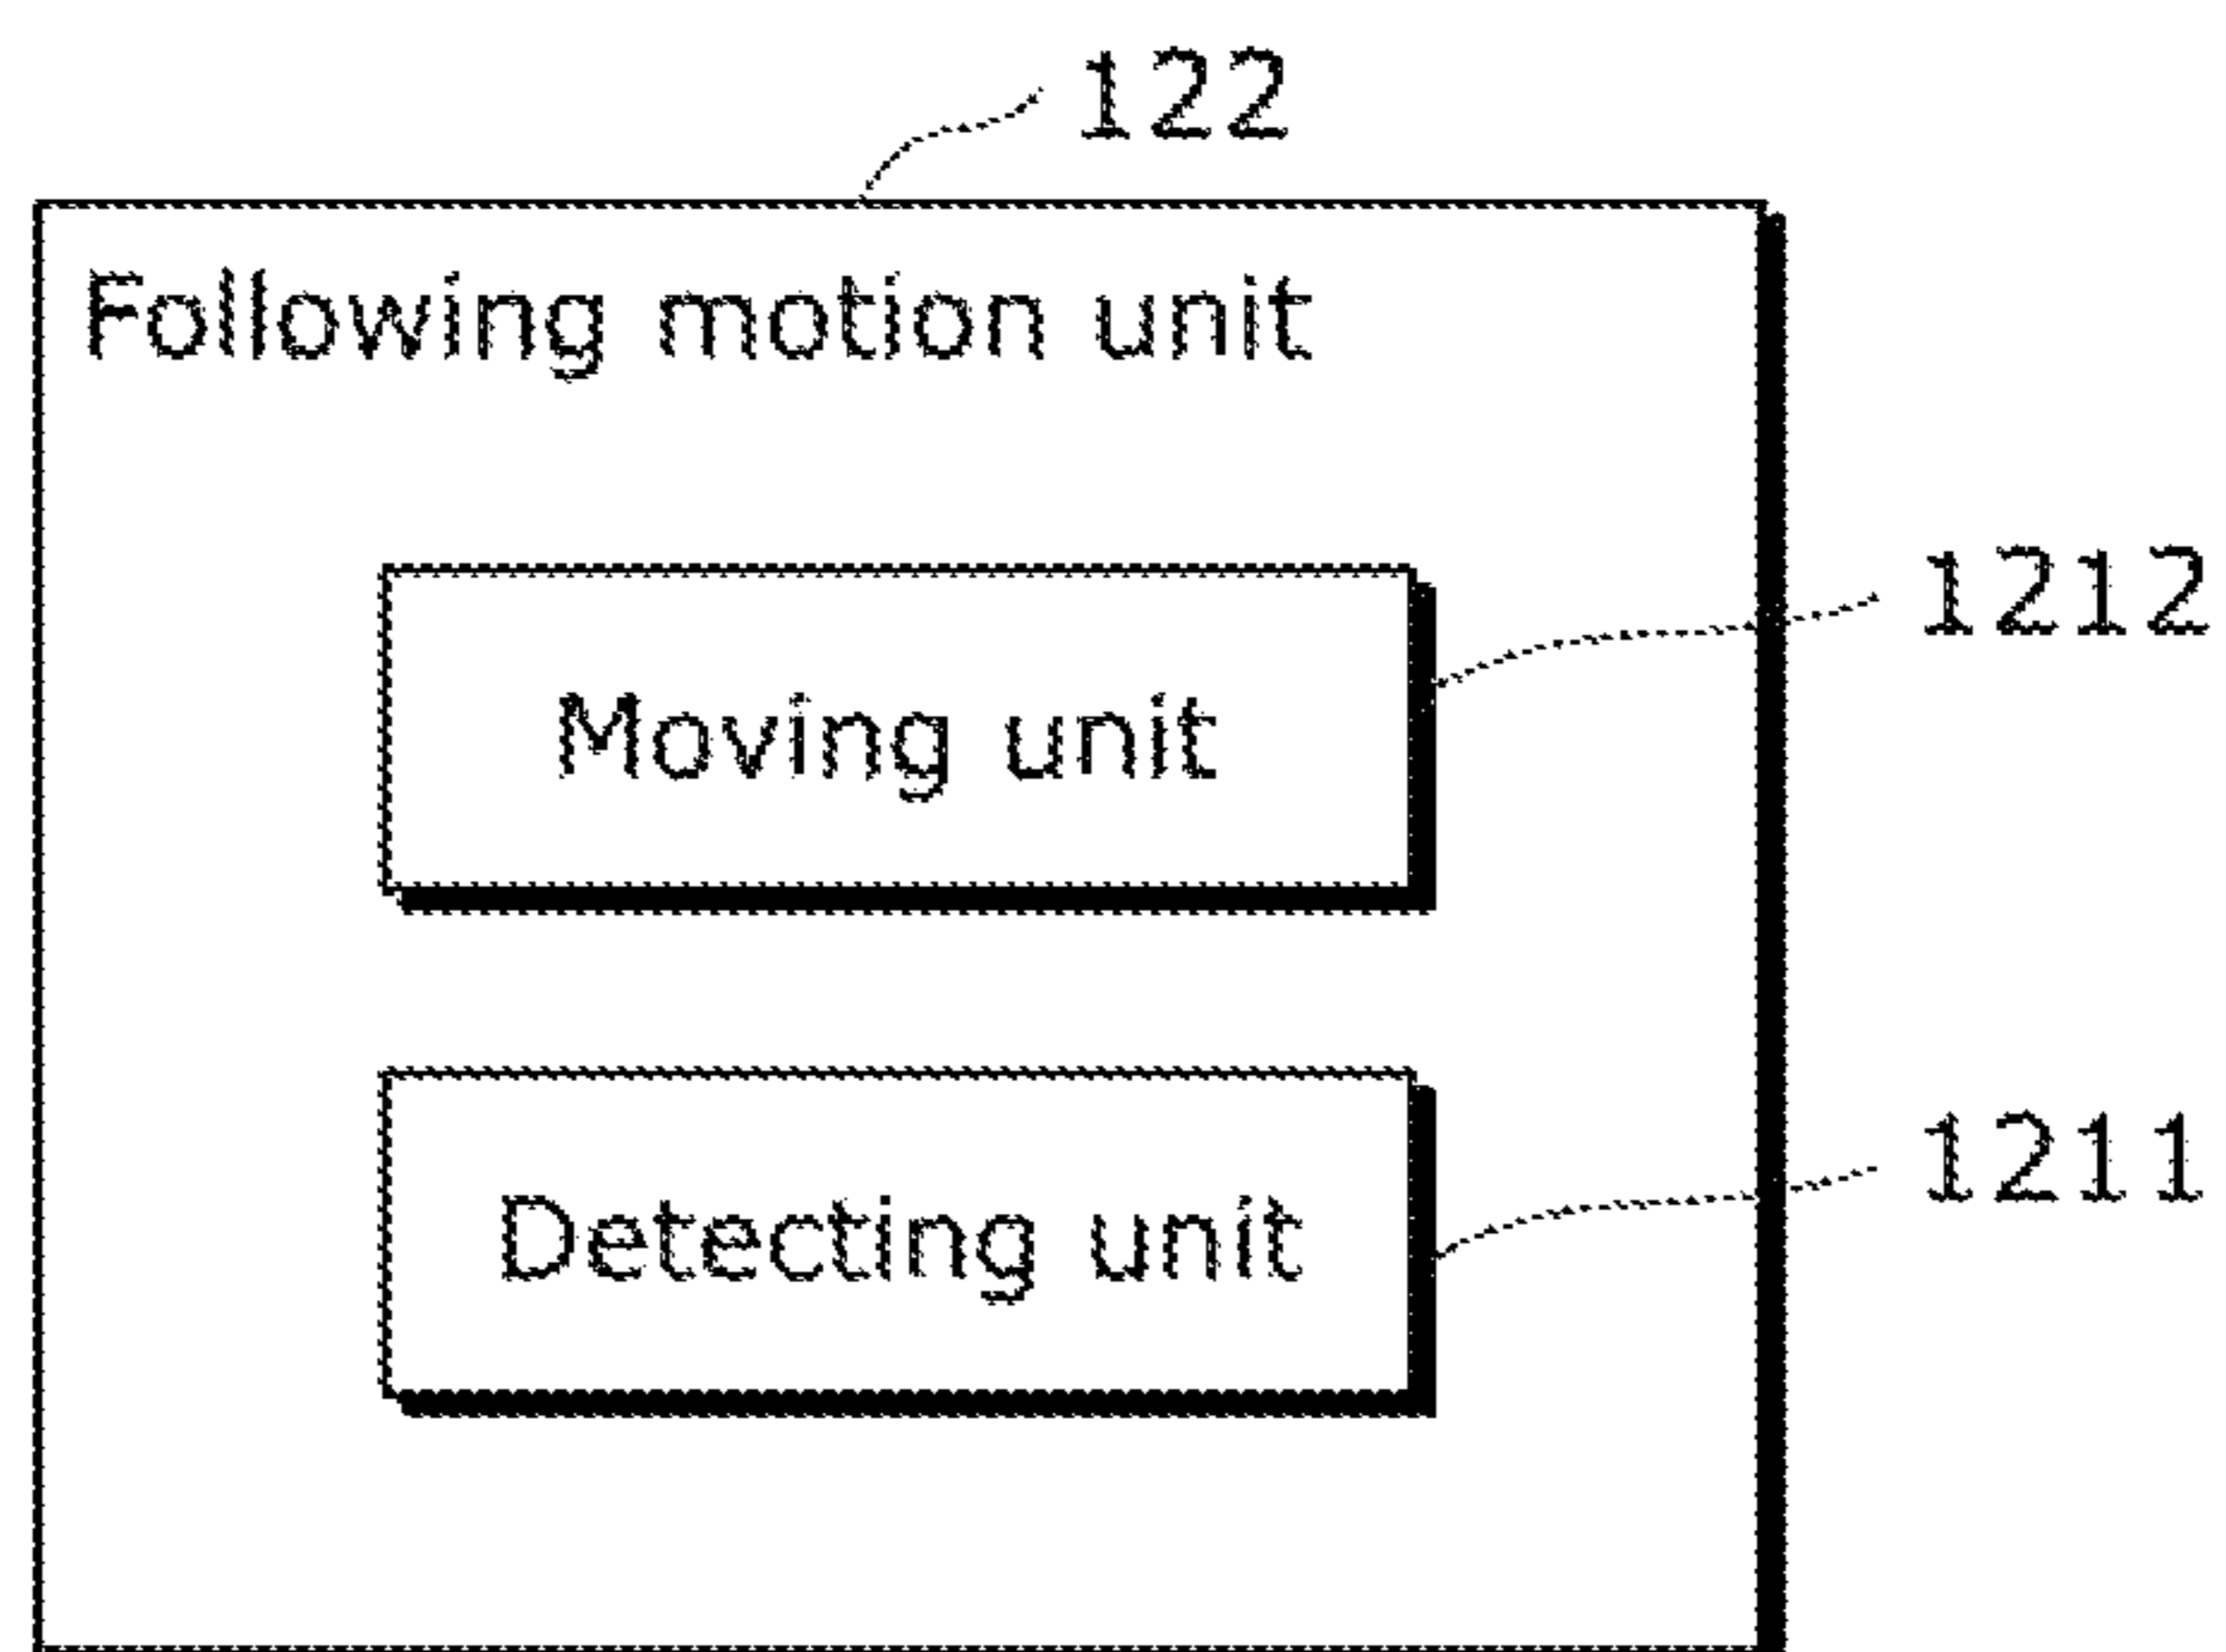 122
Following motion unit
1212
Moving unit
1211
Detecting unit